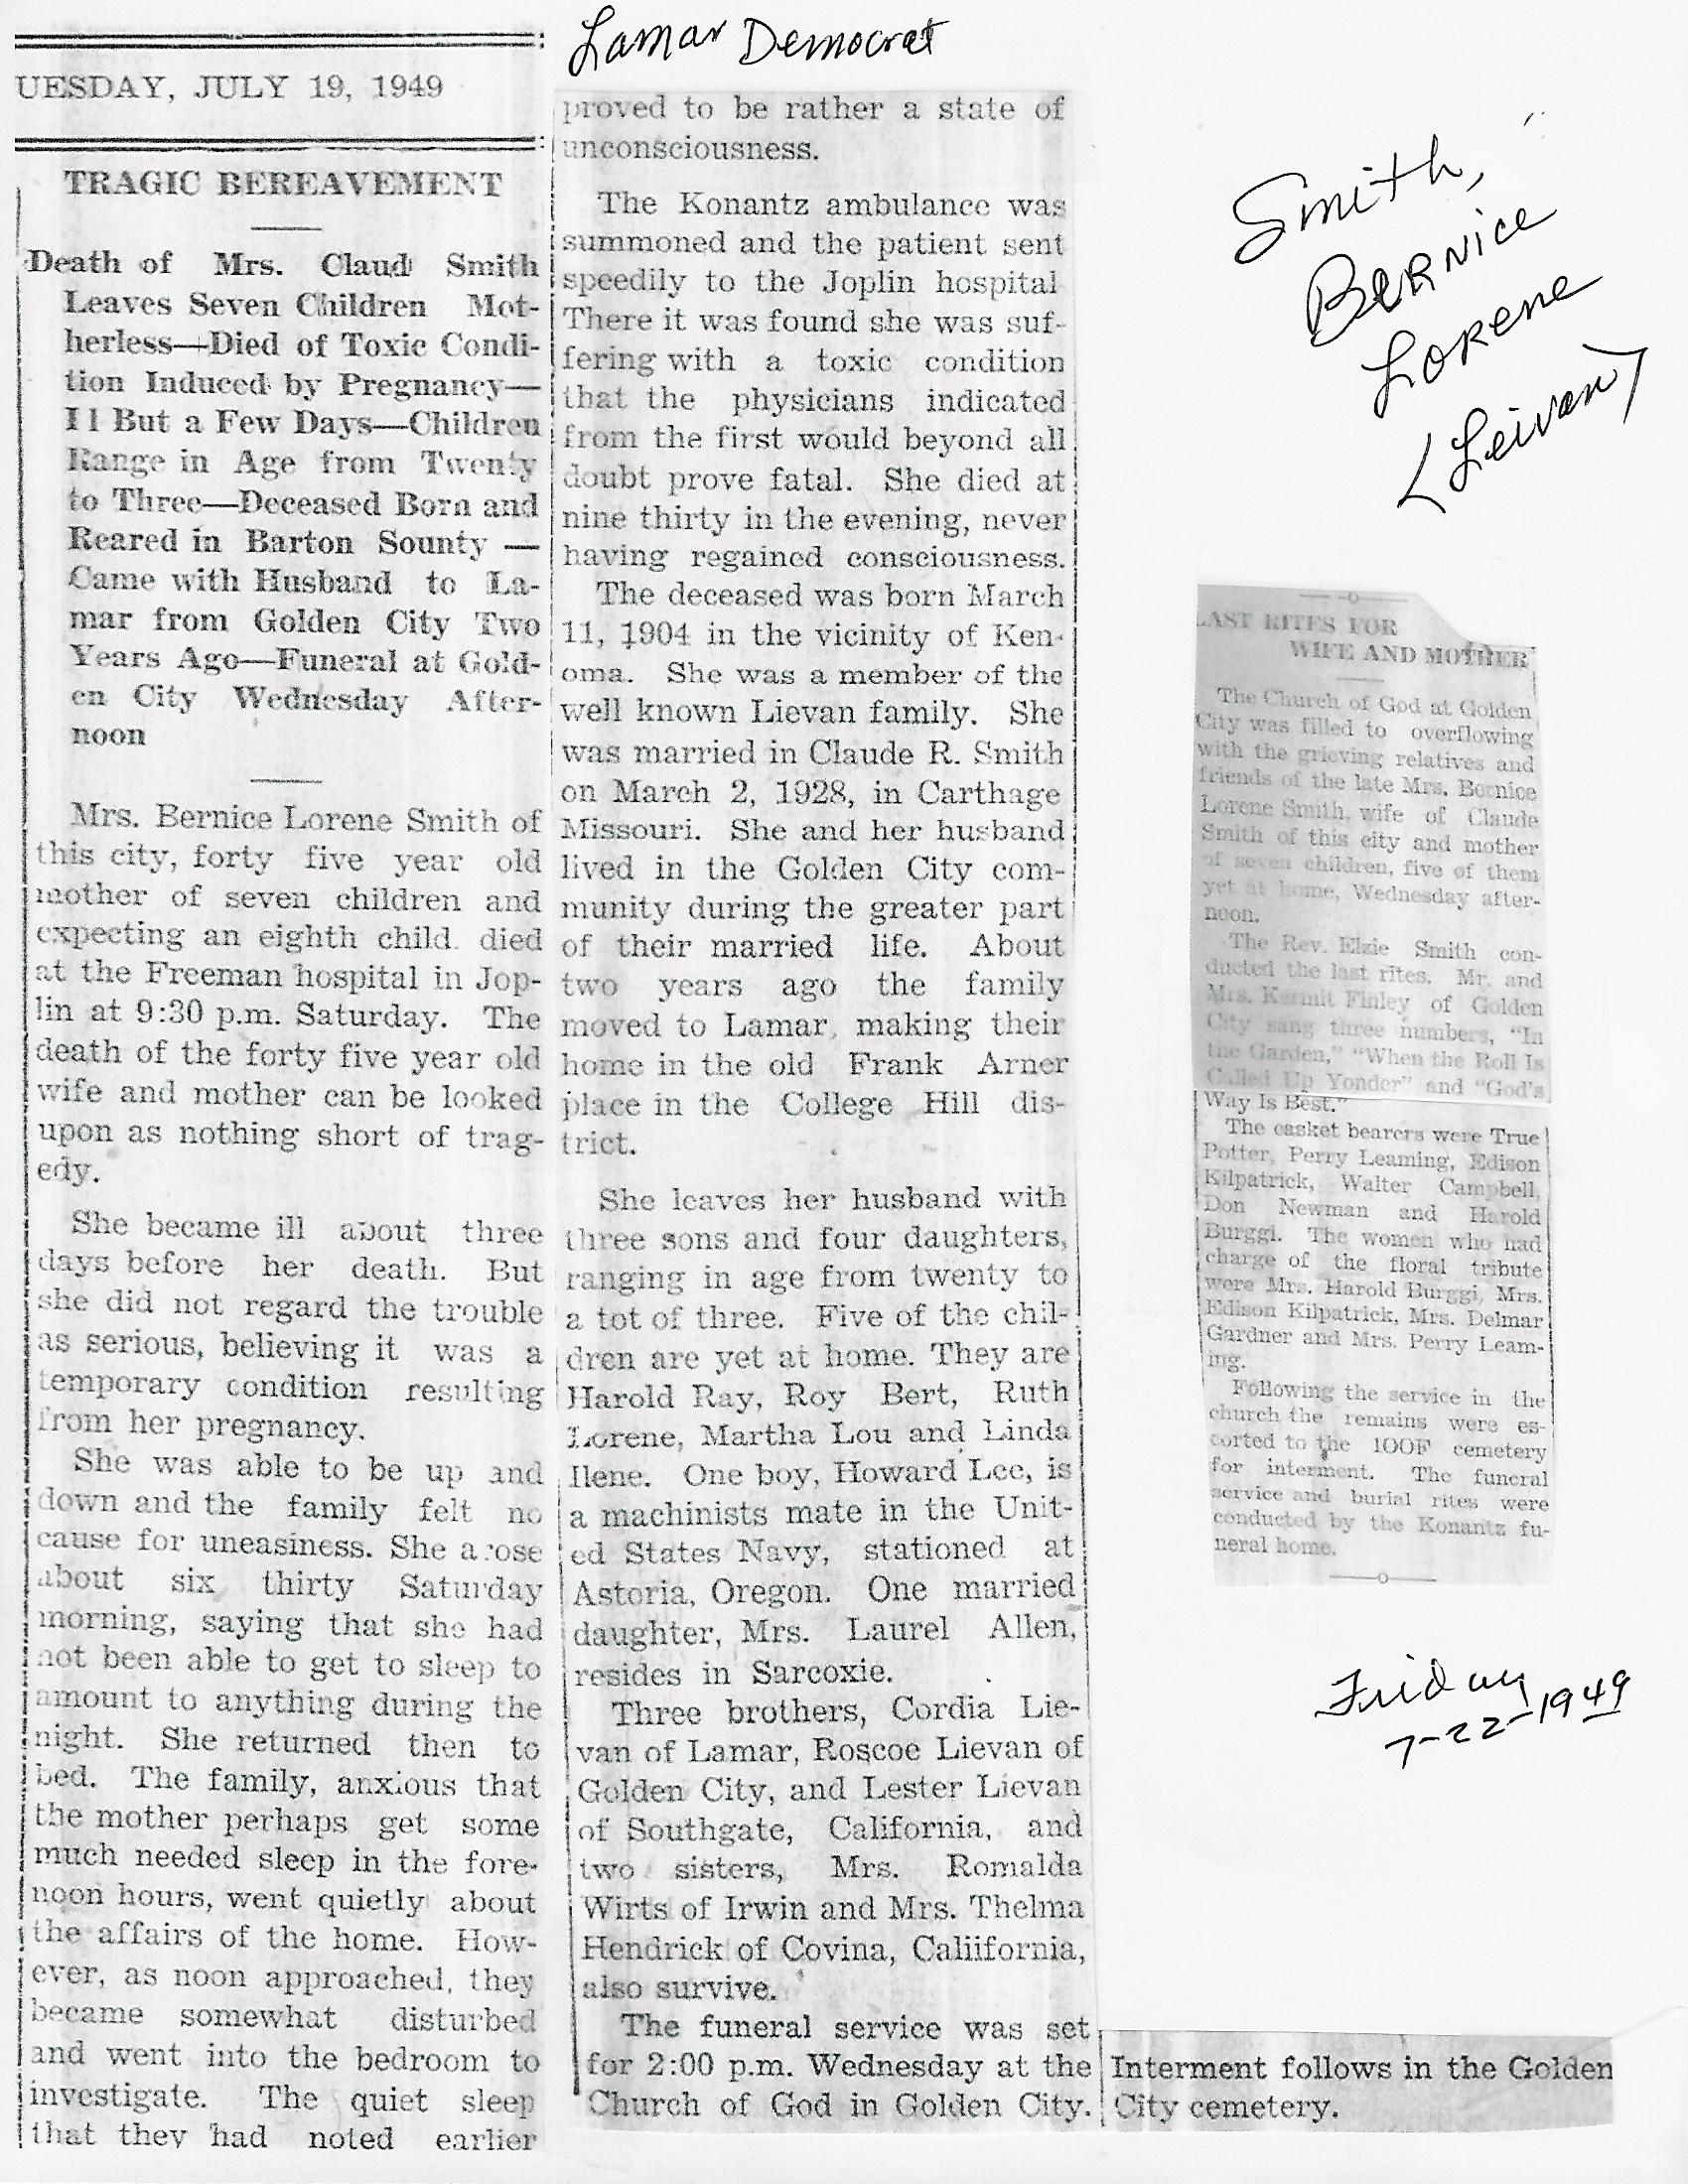 Lamar Democrat
UESDAY, JULY 19, 1949
TRAGIC BEREAVEMENT
Death of Mrs. Claud Smith
Leaves Seven Children Mot-
herless—Died of Toxic Condi-
tion Induced by Pregnancy—
Il But a Few Days—Children
Range in Age from Twenty
to Three—Deceased Born and
Reared in Barton Sounty —
Came with Husband to La-
mar from Golden City Two
Years Ago—Funeral at Gold-
en City Wednesday After-
noon
Mrs. Bernice Lorene Smith of
this city, forty five year old
mother of seven children and
expecting an eighth child died
at the Freeman hospital in Jop-
lin at 9:30 p.m. Saturday. The
death of the forty five year old
wife and mother can be looked
upon as nothing short of trag-
edy.
She became ill about three
days before her death. But
she did not regard the trouble
as serious, believing it was a
temporary condition resulting
from her pregnancy.
She was able to be up and
down and the family felt no
cause for uneasiness. She arose
about six thirty Saturday
morning, saying that she had
not been able to get to sleep to
amount to anything during the
night. She returned then to
bed. The family, anxious that
the mother perhaps get some
much needed sleep in the fore-
noon hours, went quietly about
the affairs of the home. How-
ever, as noon approached, they
became somewhat disturbed
and went into the bedroom to
investigate. The quiet sleep
that they had noted earlier
proved to be rather a state of
unconsciousness.
The Konantz ambulance was
summoned and the patient sent
speedily to the Joplin hospital
There it was found she was suf-
fering with a toxic condition
that the physicians indicated
from the first would beyond all
doubt prove fatal. She died at
nine thirty in the evening, never
having regained consciousness.
The deceased was born March
11, 1904 in the vicinity of Ken-
oma. She was a member of the
well known Lievan family. She
was married in Claude R. Smith
on March 2, 1928, in Carthage
Missouri. She and her husband
lived in the Golden City com-
munity during the greater part
of their married life. About
two years ago the family
moved to Lamar, making their
home in the old Frank Arner
place in the College Hill dis-
trict.
She leaves her husband with
three sons and four daughters,
ranging in age from twenty to
a tot of three. Five of the chil-
dren are yet at home. They are
Harold Ray, Roy Bert, Ruth
Lorene, Martha Lou and Linda
Ilene. One boy, Howard Lee, is
a machinists mate in the Unit-
ed States Navy, stationed at
Astoria, Oregon. One married
daughter, Mrs. Laurel Allen,
resides in Sarcoxie.
Three brothers, Cordia Lie-
van of Lamar, Roscoe Lievan of
Golden City, and Lester Lievan
of Southgate, California, and
two sisters, Mrs. Romalda
Wirts of Irwin and Mrs. Thelma
Hendrick of Covina, Caliifornia,
also survive.
The funeral service was set
for 2:00 p.m. Wednesday at the
Church of God in Golden City.
Interment follows in the Golden
City cemetery.
Smith,
Bernice
Lorene
(Leivan)
LAST RITES FOR
WIFE AND MOTHER
The Church of God at Golden
City was filled to overflowing
with the grieving relatives and
friends of the late Mrs. Bernice
Lorene Smith, wife of Claude
Smith of this city and mother
of seven children, five of them
yet at home, Wednesday after-
noon.
The Rev. Elzie Smith con-
ducted the last rites. Mr. and
Mrs. Kermit Finley of Golden
City sang three numbers, "In
the Garden," "When the Roll Is
Called Up Yonder" and "God's
Way Is Best."
The casket bearers were True
Potter, Perry Leaming, Edison
Kilpatrick, Walter Campbell,
Don Newman and Harold
Burggi. The women who had
charge of the floral tribute
were Mrs. Harold Burggi, Mrs.
Edison Kilpatrick, Mrs. Delmar
Gardner and Mrs. Perry Leam-
ing.
Following the service in the
church the remains were es-
corted to the IOOF cemetery
for interment. The funeral
service and burial rites were
conducted by the Konantz fu-
neral home.
Friday
7-22-1949